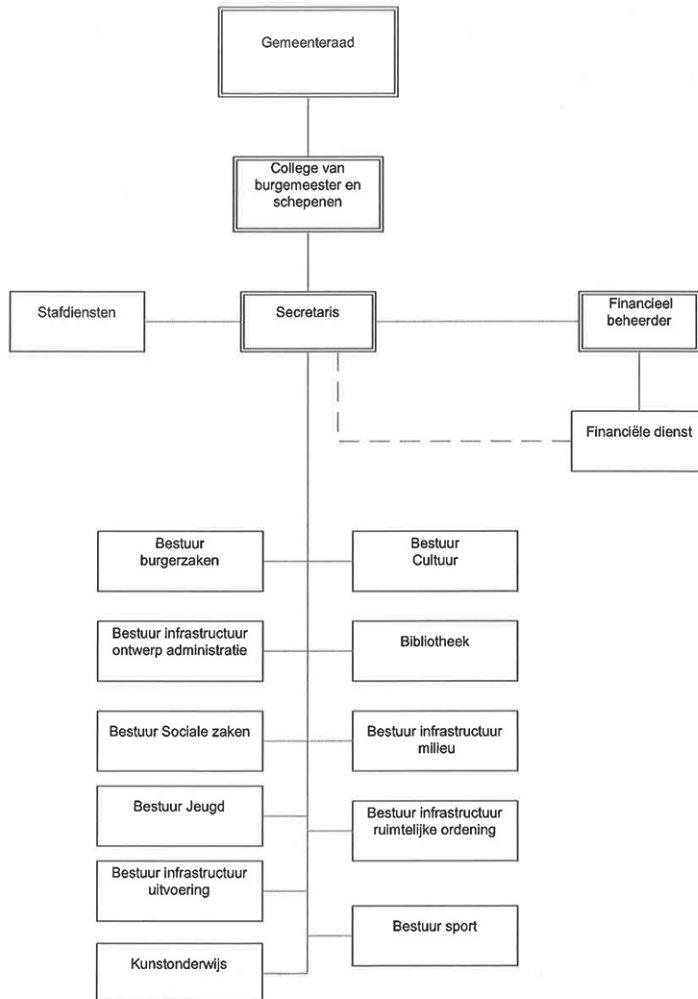 Gemeenteraad
College van
burgemeester en
schepenen
Stafdiensten
Secretaris
Financieel
beheerder
Financiële dienst
Bestuur
burgerzaken
Bestuur
Cultuur
Bestuur infrastructuur
ontwerp administratie
Bibliotheek
Bestuur Sociale zaken
Bestuur infrastructuur
milieu
Bestuur Jeugd
Bestuur infrastructuur
ruimtelijke ordening
Bestuur infrastructuur
uitvoering
Bestuur sport
Kunstonderwijs